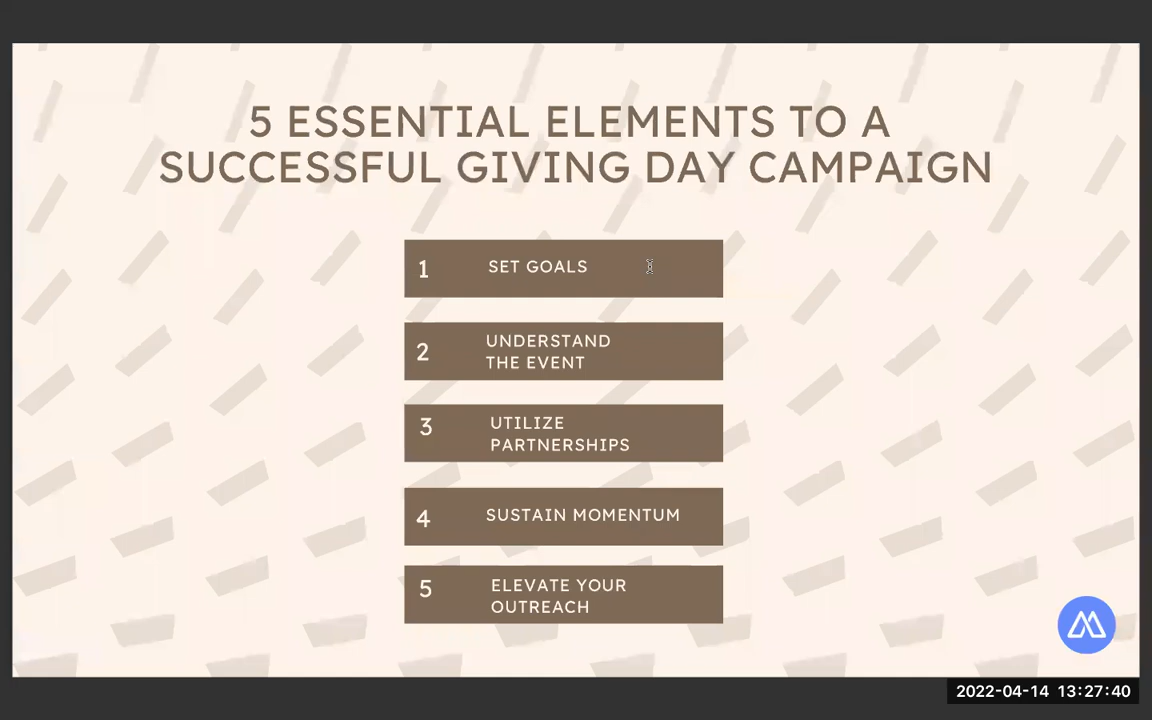 5 ESSENTIAL ELEMENTS TO A
SUCCESSFUL GIVING DAY CAMPAIGN
1 SET GOALS
2 UNDERSTAND
THE EVENT
3 UTILIZE
PARTNERSHIPS
4 SUSTAIN MOMENTUM
5 ELEVATE YOUR
OUTREACH
2022-04-14 13:27:40